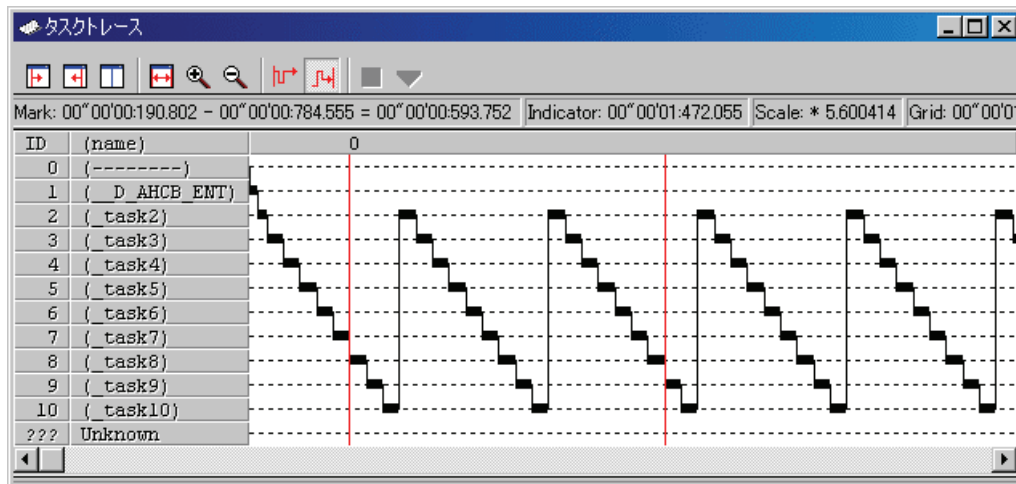 タスクトレース
Mark: 00"00'00:190.802 - 00"00'00:784.555 = 00"00'00:593.752 Indicator: 00"00'01:472.055 Scale: * 5.600414 Grid: 00"00'0
ID (name) 0
0 (--------)
1 (__D_AHCB_ENT)
2 (_task2)
3 (_task3)
4 (_task4)
5 (_task5)
6 (_task6)
7 (_task7)
8 (_task8)
9 (_task9)
10 (_task10)
??? Unknown